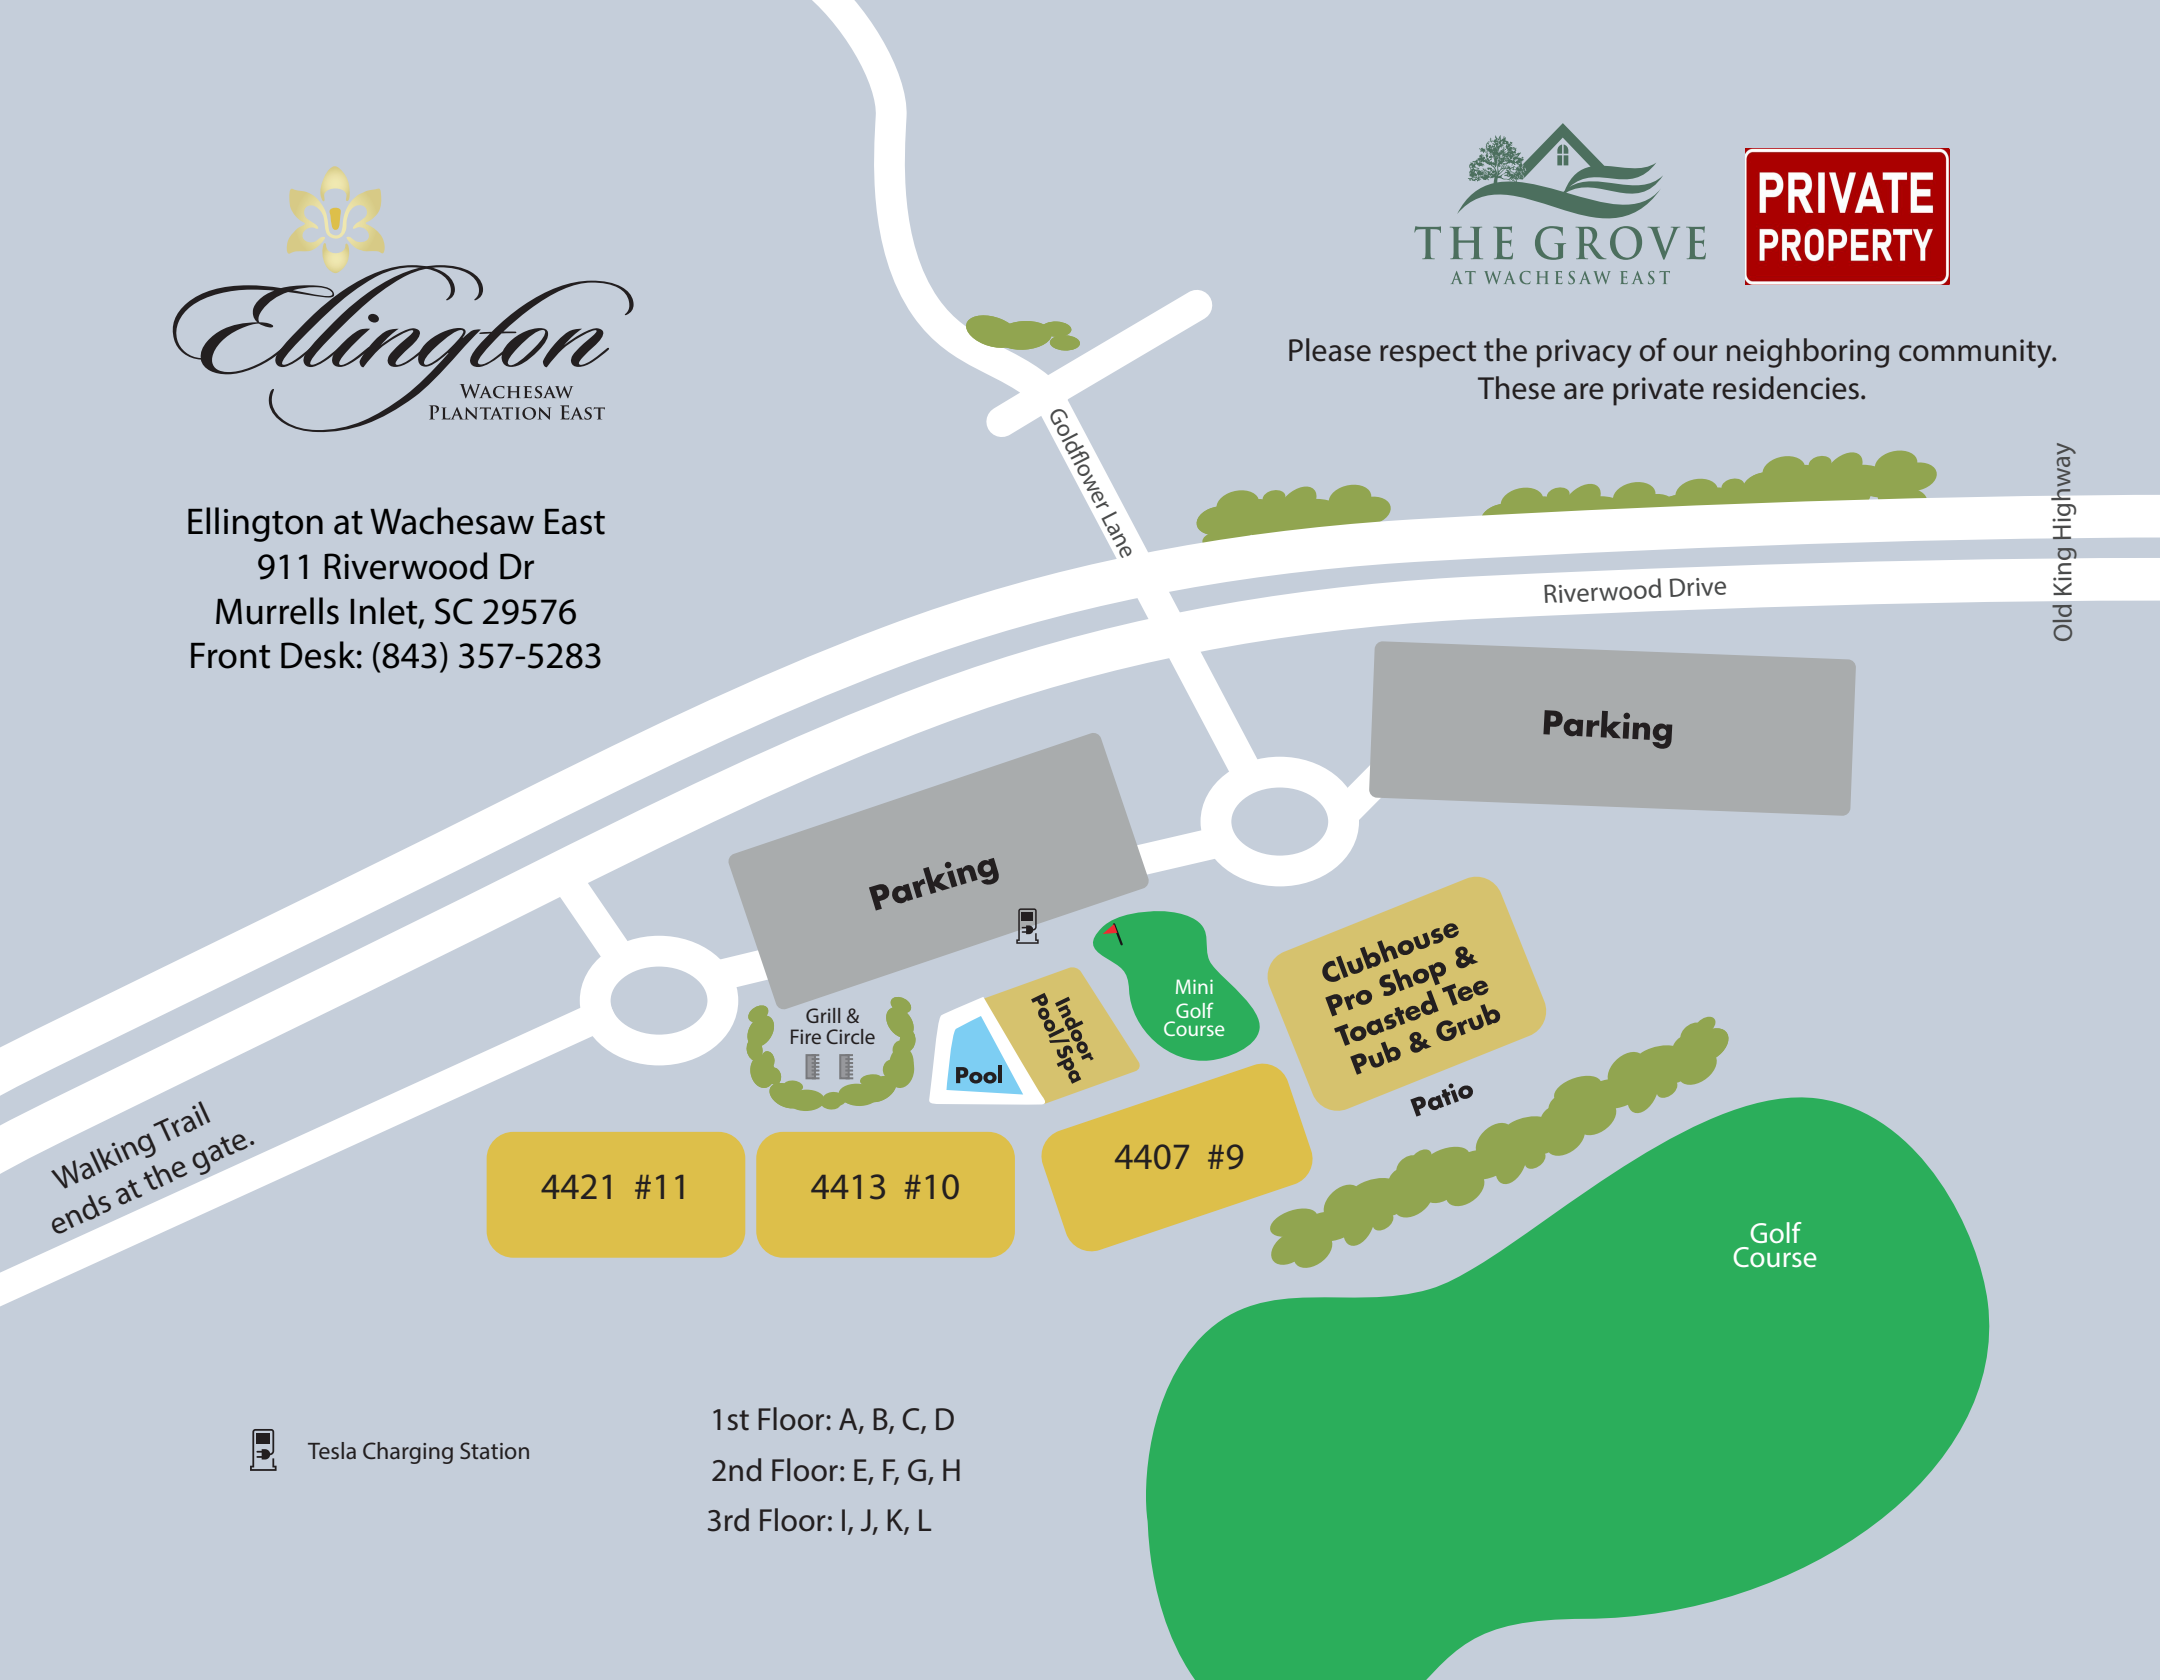 Ellington
Wachesaw
Plantation East
Ellington at Wachesaw East
911 Riverwood Dr
Murrells Inlet, SC 29576
Front Desk: (843) 357-5283
THE GROVE
AT WACHESAW EAST
PRIVATE
PROPERTY
Please respect the privacy of our neighboring community.
These are private residencies.
Goldflower Lane
Old King Highway
Riverwood Drive
Parking
Parking
Clubhouse
Pro Shop &
Toasted Tee
Pub & Grub
Patio
Mini
Golf
Course
Indoor
Pool/Spa
Pool
Grill &
Fire Circle
Walking Trail
ends at the gate.
4421 #11
4413 #10
4407 #9
Golf
Course
Tesla Charging Station
1st Floor: A, B, C, D
2nd Floor: E, F, G, H
3rd Floor: I, J, K, L